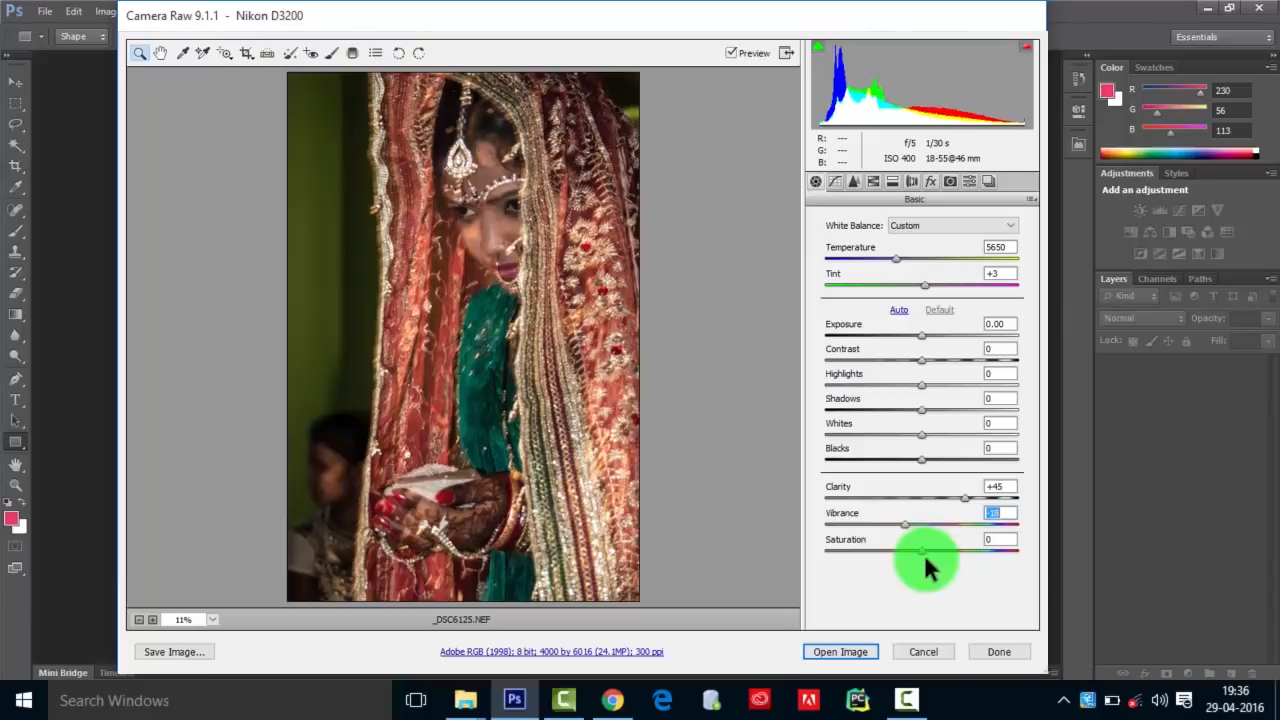 Camera Raw 9.1.1 - Nikon D3200
Ps File Edit Imag
Shape
Essentials
Preview
R: ---
G: ---
B: ---
f/5 1/30 s
ISO 400 18-55@46 mm
Basic
White Balance: Custom
Temperature 5650
Tint +3
Auto Default
Exposure 0.00
Contrast 0
Highlights 0
Shadows 0
Whites 0
Blacks 0
Clarity +45
Vibrance -18
Saturation 0
11%
_DSC6125.NEF
Save Image...
Adobe RGB (1998); 8 bit; 4000 by 6016 (24.1MP); 300 ppi
Open Image Cancel Done
Color Swatches
R 230
G 56
B 113
Adjustments Styles
Add an adjustment
Layers Channels Paths
Kind
Normal Opacity:
Lock: Fill:
Mini Bridge
Search Windows
19:36
29-04-2016